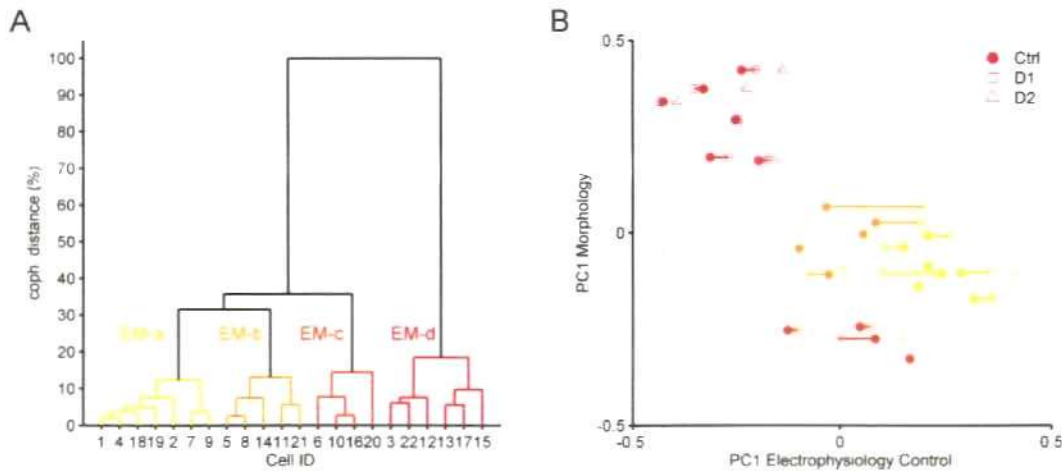 A
coph distance (%)
100
90
80
70
60
50
40
30
20
10
0
EM-a
EM-b
EM-c
EM-d
1 4 18 19 2 7 9 5 8 14 11 21 6 10 16 20 3 22 12 13 17 15
Cell ID
B
0.5
0
-0.5
PC1 Morphology
Ctrl
D1
D2
-0.5 0 0.5
PC1 Electrophysiology Control